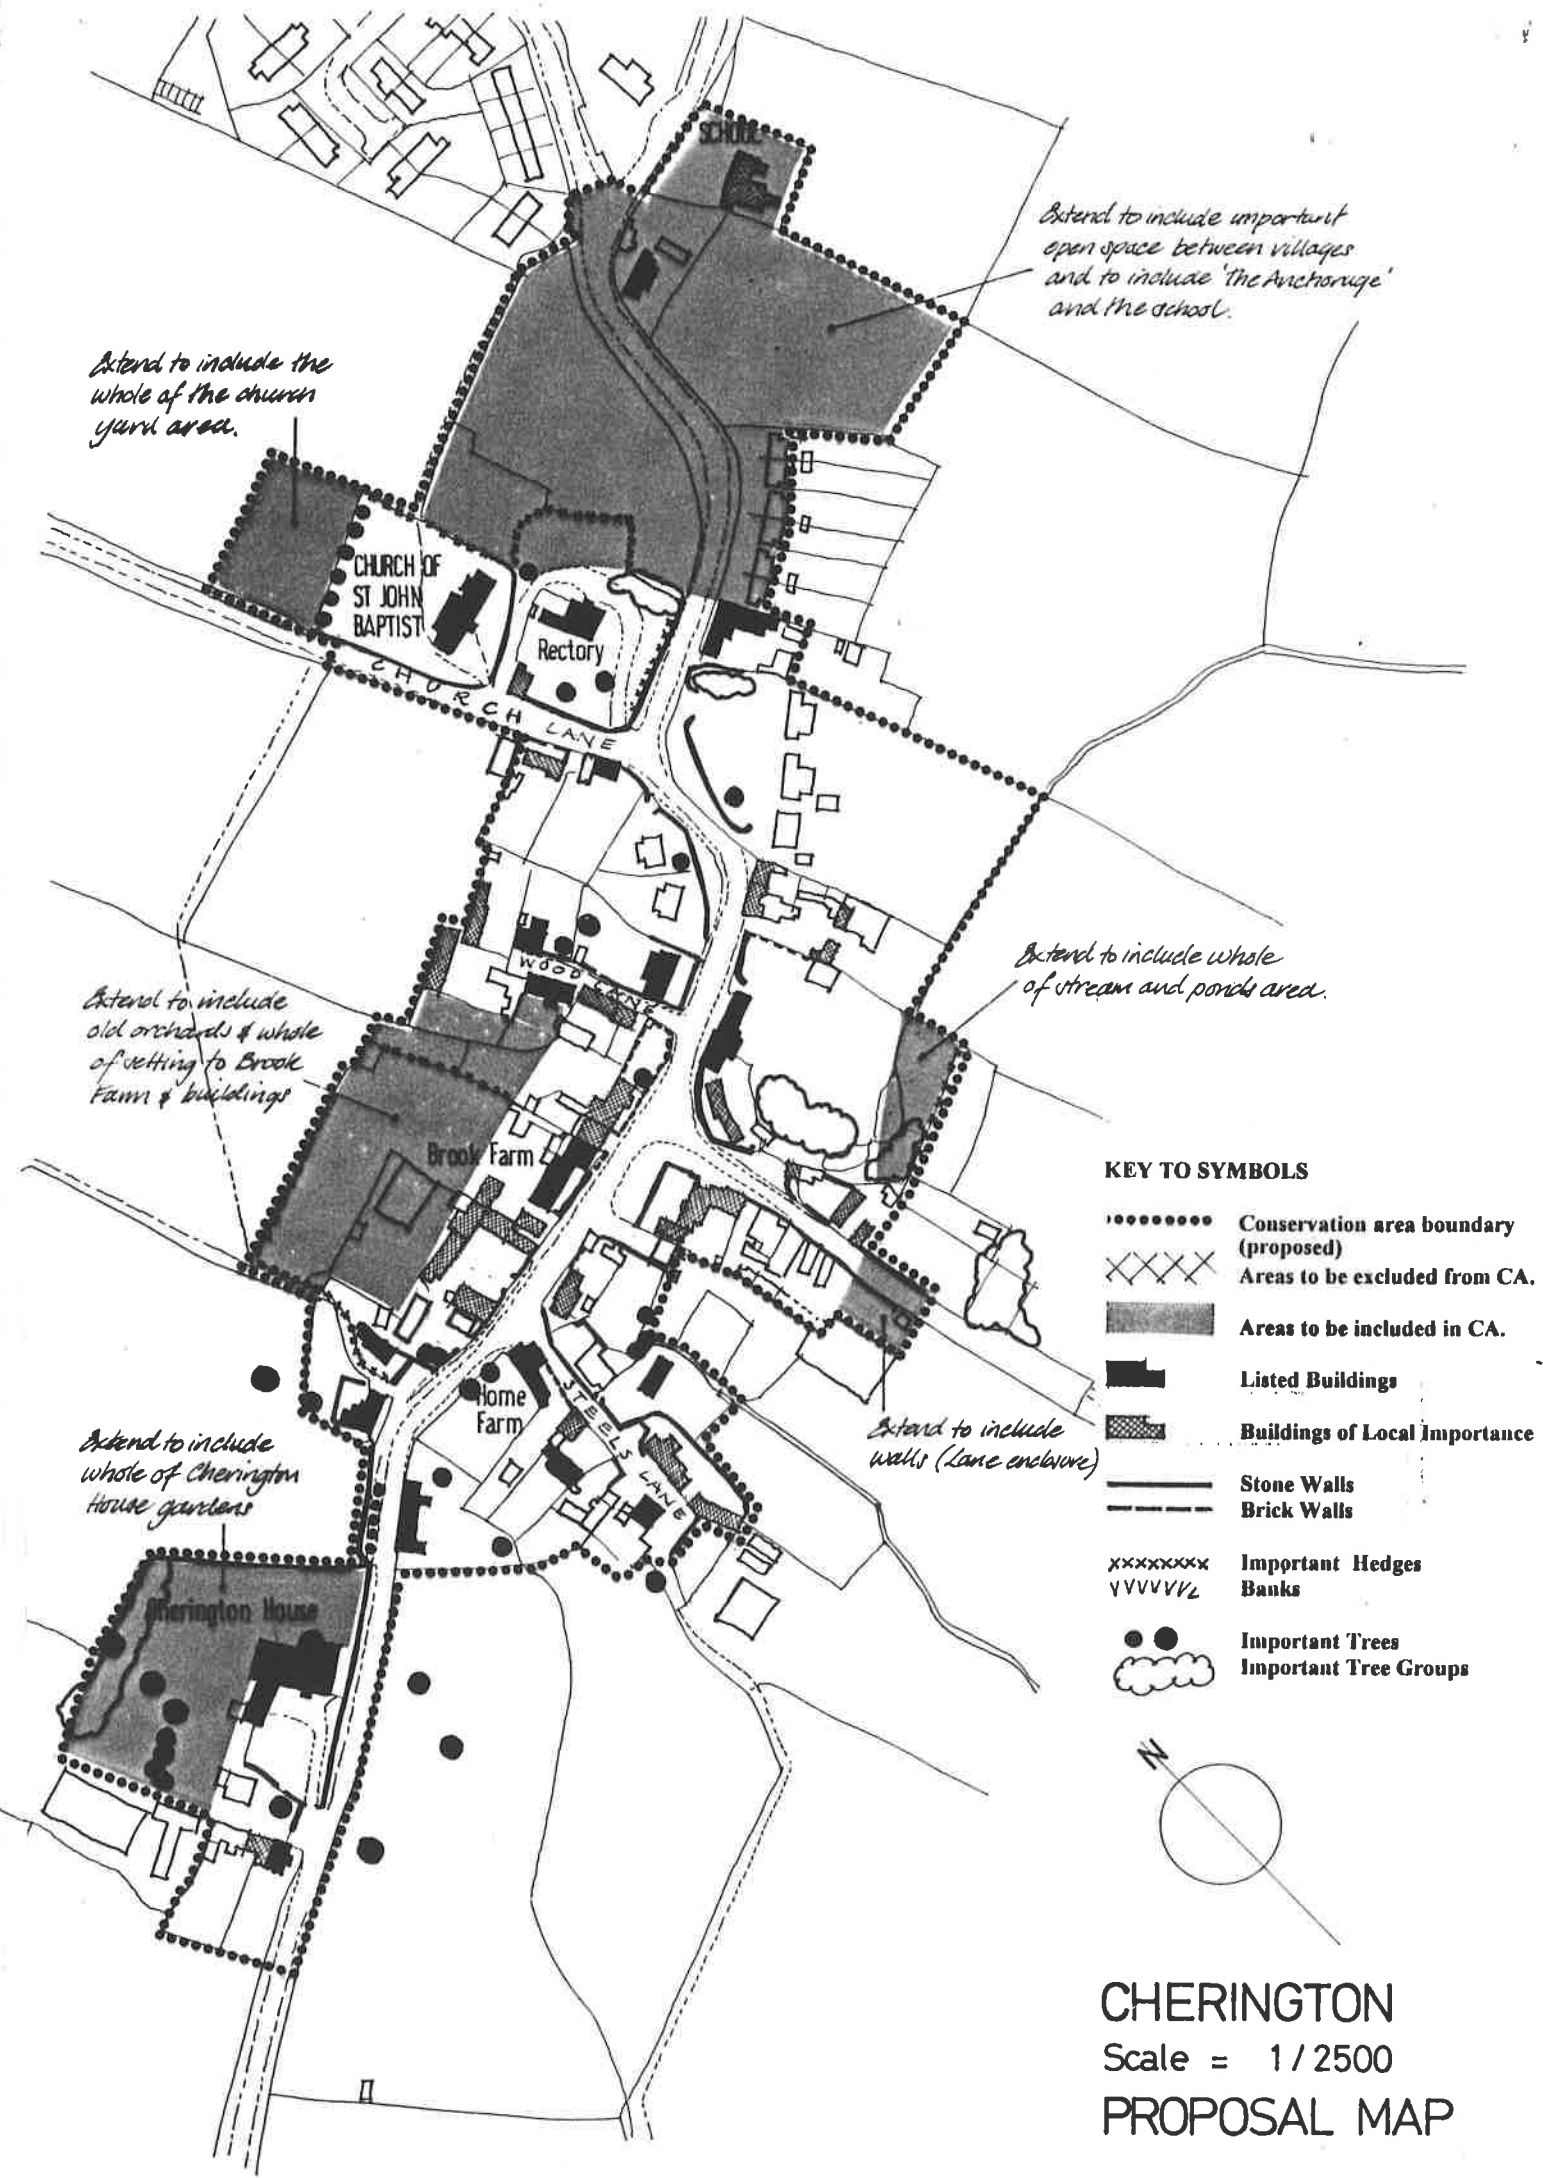 SCHOOL
Extend to include important
open space between villages
and to include 'The Anchorage'
and the school.
Extend to include the
whole of the church
yard area.
CHURCH OF
ST JOHN
BAPTIST
Rectory
CHURCH LANE
WOOD LANE
Extend to include whole
of stream and ponds area.
Extend to include
old orchards & whole
of setting to Brook
Farm & buildings
Brook Farm
Home
Farm
STEELS LANE
Extend to include
walls (Lane enclosure)
Extend to include
whole of Cherington
House gardens
Cherington House
KEY TO SYMBOLS
Conservation area boundary
(proposed)
Areas to be excluded from CA.
Areas to be included in CA.
Listed Buildings
Buildings of Local Importance
Stone Walls
Brick Walls
Important Hedges
Banks
Important Trees
Important Tree Groups
N
CHERINGTON
Scale = 1/2500
PROPOSAL MAP